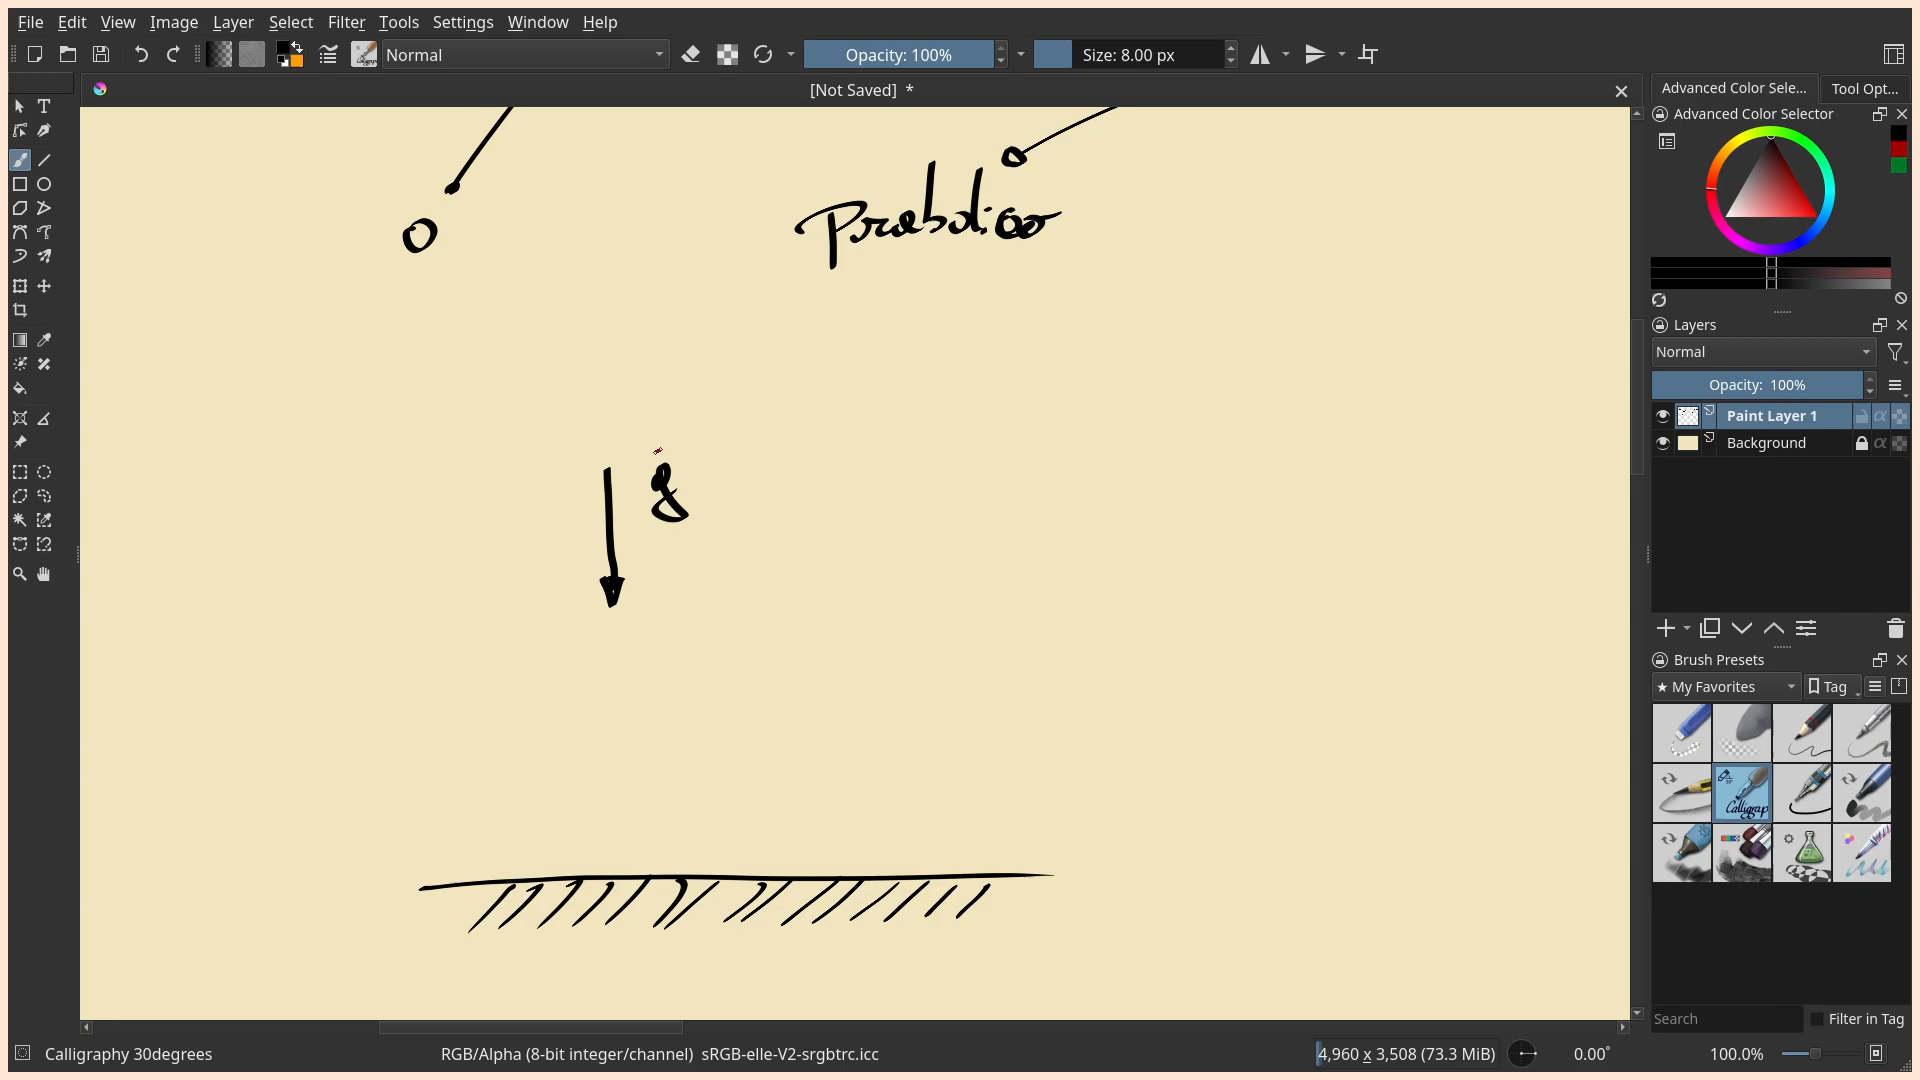 File Edit View Image Layer Select Filter Tools Settings Window Help
Normal Opacity: 100% Size: 8.00 px
[Not Saved] *
Advanced Color Sele... Tool Opt...
Advanced Color Selector
o
Layers
Normal
Opacity: 100%
Paint Layer 1
Background
g
Brush Presets
★ My Favorites Tag
Calligrap
Search Filter in Tag
Calligraphy 30degrees RGB/Alpha (8-bit integer/channel) sRGB-elle-V2-srgbtrc.icc 4,960 x 3,508 (73.3 MiB) 0.00° 100.0%